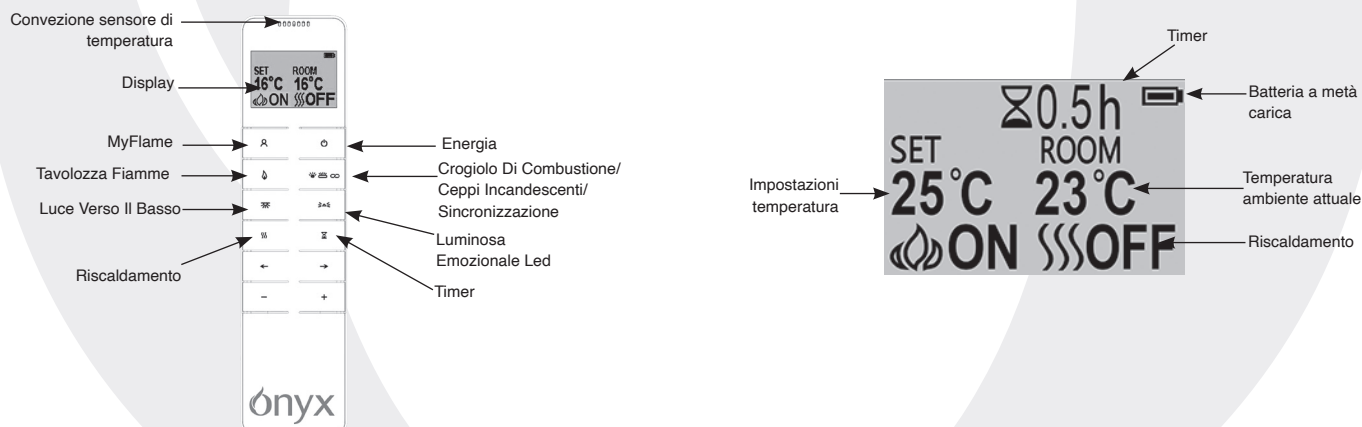 Convezione sensore di
temperatura
Display
MyFlame
Tavolozza Fiamme
Luce Verso Il Basso
Riscaldamento
SET ROOM
16°C 16°C
ON OFF
Energia
Crogiolo Di Combustione/
Ceppi Incandescenti/
Sincronizzazione
Luminosa
Emozionale Led
Timer
ónyx
Timer
Batteria a metà
carica
Impostazioni
temperatura
0.5h
SET ROOM
25°C 23°C
ON OFF
Temperatura
ambiente attuale
Riscaldamento